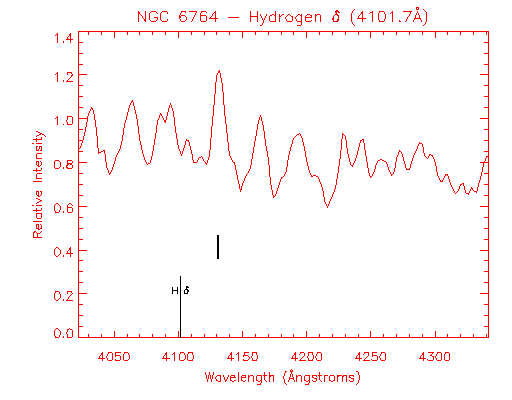 NGC 6764 – Hydrogen δ (4101.7Å)
1.4
1.2
1.0
0.8
0.6
0.4
0.2
0.0
Relative Intensity
H δ
4050 4100 4150 4200 4250 4300
Wavelength (Ångstroms)